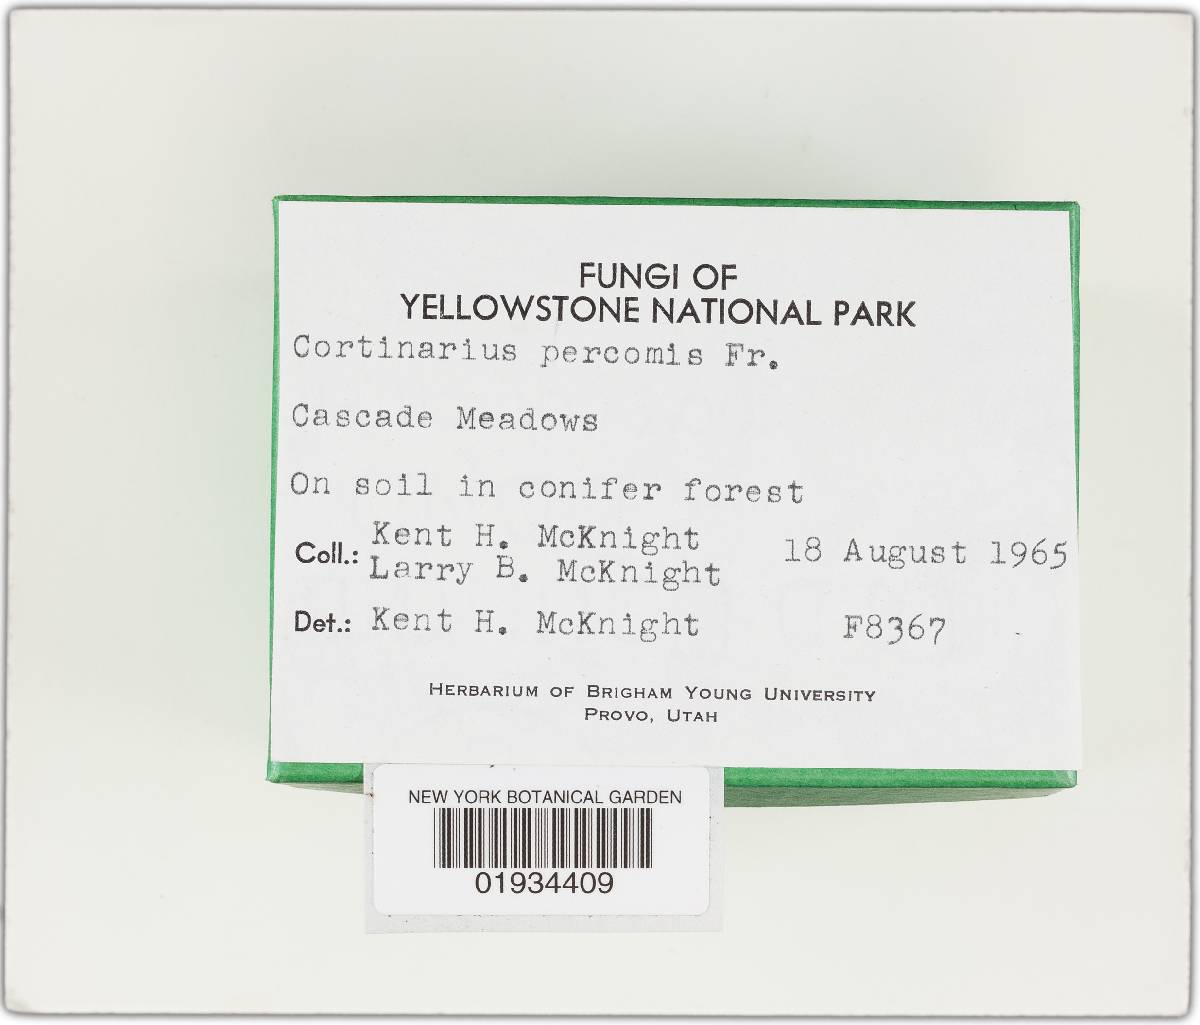 FUNGI OF
YELLOWSTONE NATIONAL PARK
Cortinarius percomis Fr.
Cascade Meadows
On soil in conifer forest
Coll.: Kent H. McKnight
Larry B. McKnight 18 August 1965
Det.: Kent H. McKnight F8367
HERBARIUM OF BRIGHAM YOUNG UNIVERSITY
PROVO, UTAH
NEW YORK BOTANICAL GARDEN
01934409